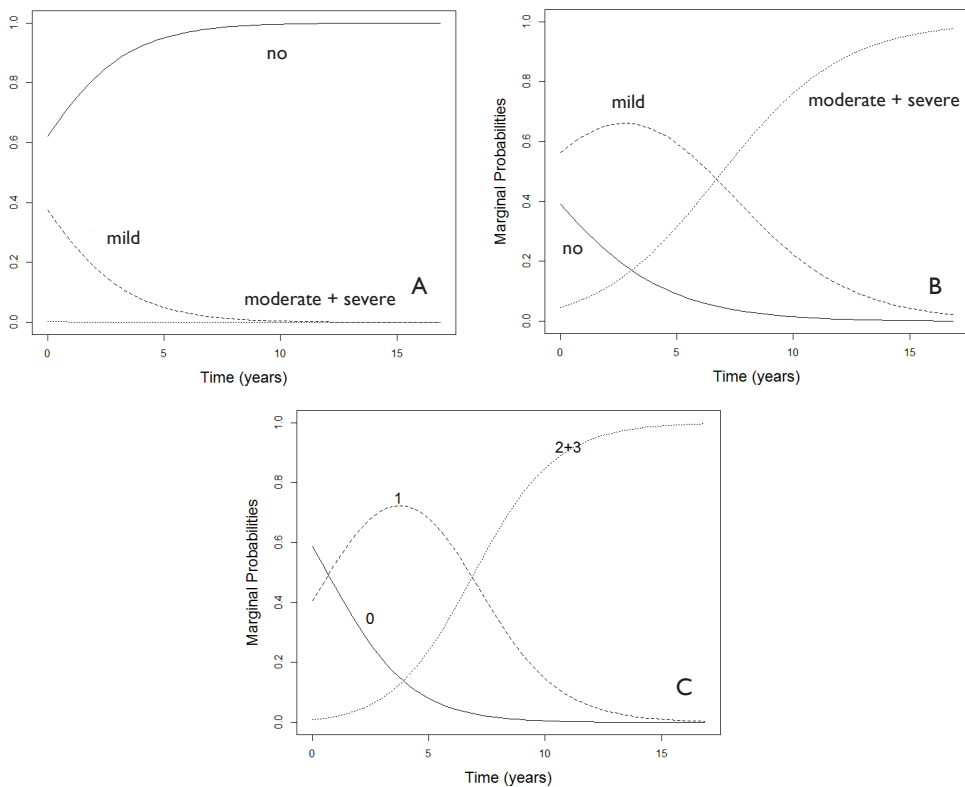 1.0
0.8
0.6
0.4
0.2
0.0
no
mild
moderate + severe
A
0 5 10 15
Time (years)
Marginal Probabilities
1.0
0.8
0.6
0.4
0.2
0.0
mild
moderate + severe
no
B
0 5 10 15
Time (years)
Marginal Probabilities
1.0
0.8
0.6
0.4
0.2
0.0
2+3
1
0
C
0 5 10 15
Time (years)